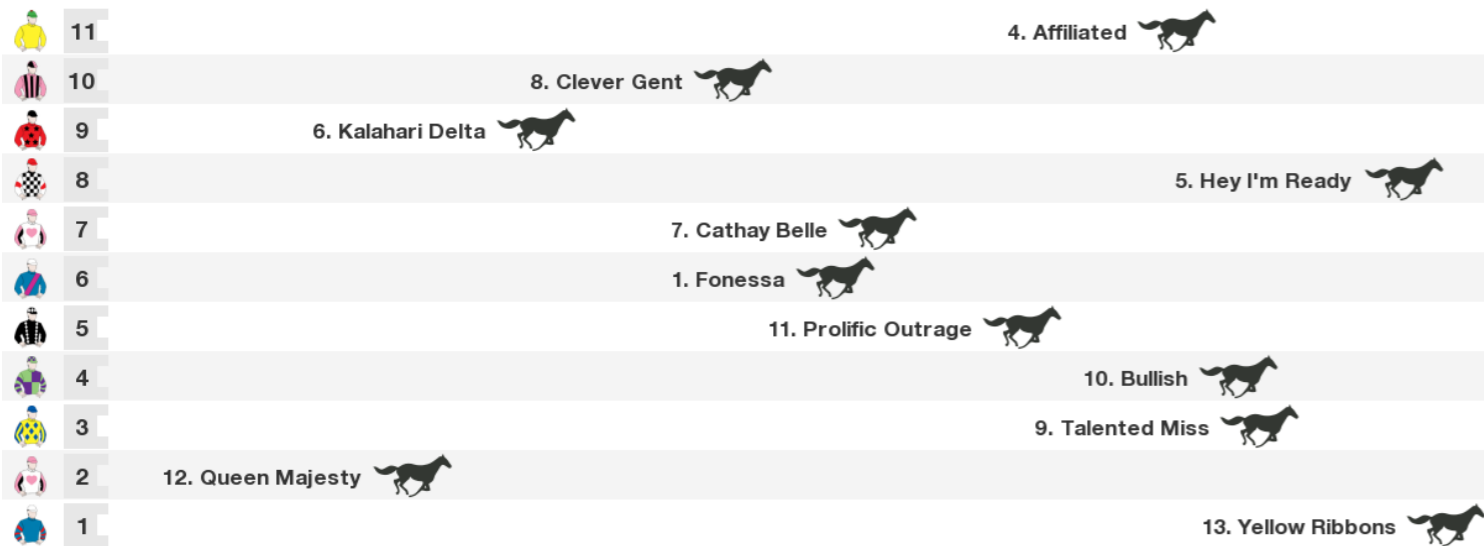 11 4. Affiliated
10 8. Clever Gent
9 6. Kalahari Delta
8 5. Hey I'm Ready
7 7. Cathay Belle
6 1. Fonessa
5 11. Prolific Outrage
4 10. Bullish
3 9. Talented Miss
2 12. Queen Majesty
1 13. Yellow Ribbons